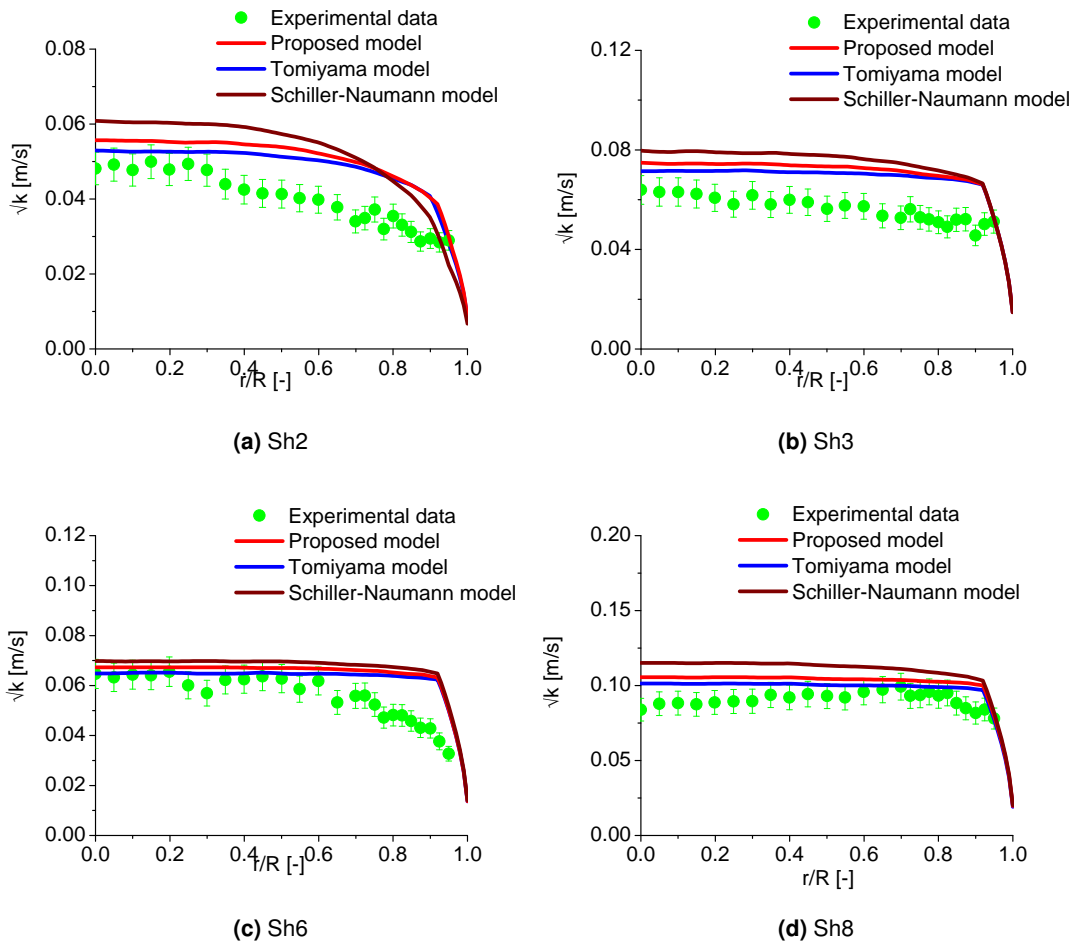 Experimental data
Proposed model
Tomiyama model
Schiller-Naumann model
0.08
0.06
0.04
0.02
0.00
√k [m/s]
0.0 0.2 0.4 0.6 0.8 1.0
r/R [-]
(a) Sh2
Experimental data
Proposed model
Tomiyama model
Schiller-Naumann model
0.12
0.08
0.04
0.00
√k [m/s]
0.0 0.2 0.4 0.6 0.8 1.0
r/R [-]
(b) Sh3
Experimental data
Proposed model
Tomiyama model
Schiller-Naumann model
0.12
0.10
0.08
0.06
0.04
0.02
0.00
√k [m/s]
0.0 0.2 0.4 0.6 0.8 1.0
r/R [-]
(c) Sh6
Experimental data
Proposed model
Tomiyama model
Schiller-Naumann model
0.20
0.15
0.10
0.05
0.00
√k [m/s]
0.0 0.2 0.4 0.6 0.8 1.0
r/R [-]
(d) Sh8